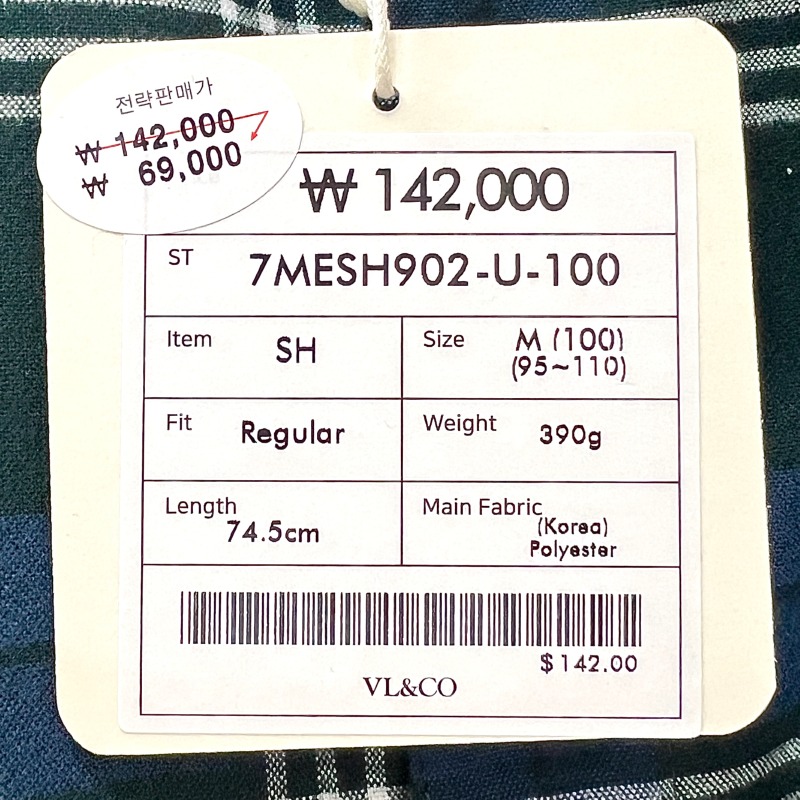 전략판매가
₩ 142,000
₩ 69,000
₩ 142,000
ST 7MESH902-U-100
Item SH
Size M (100)
(95~110)
Fit Regular
Weight 390g
Length
74.5cm
Main Fabric
(Korea)
Polyester
$142.00
VL&CO